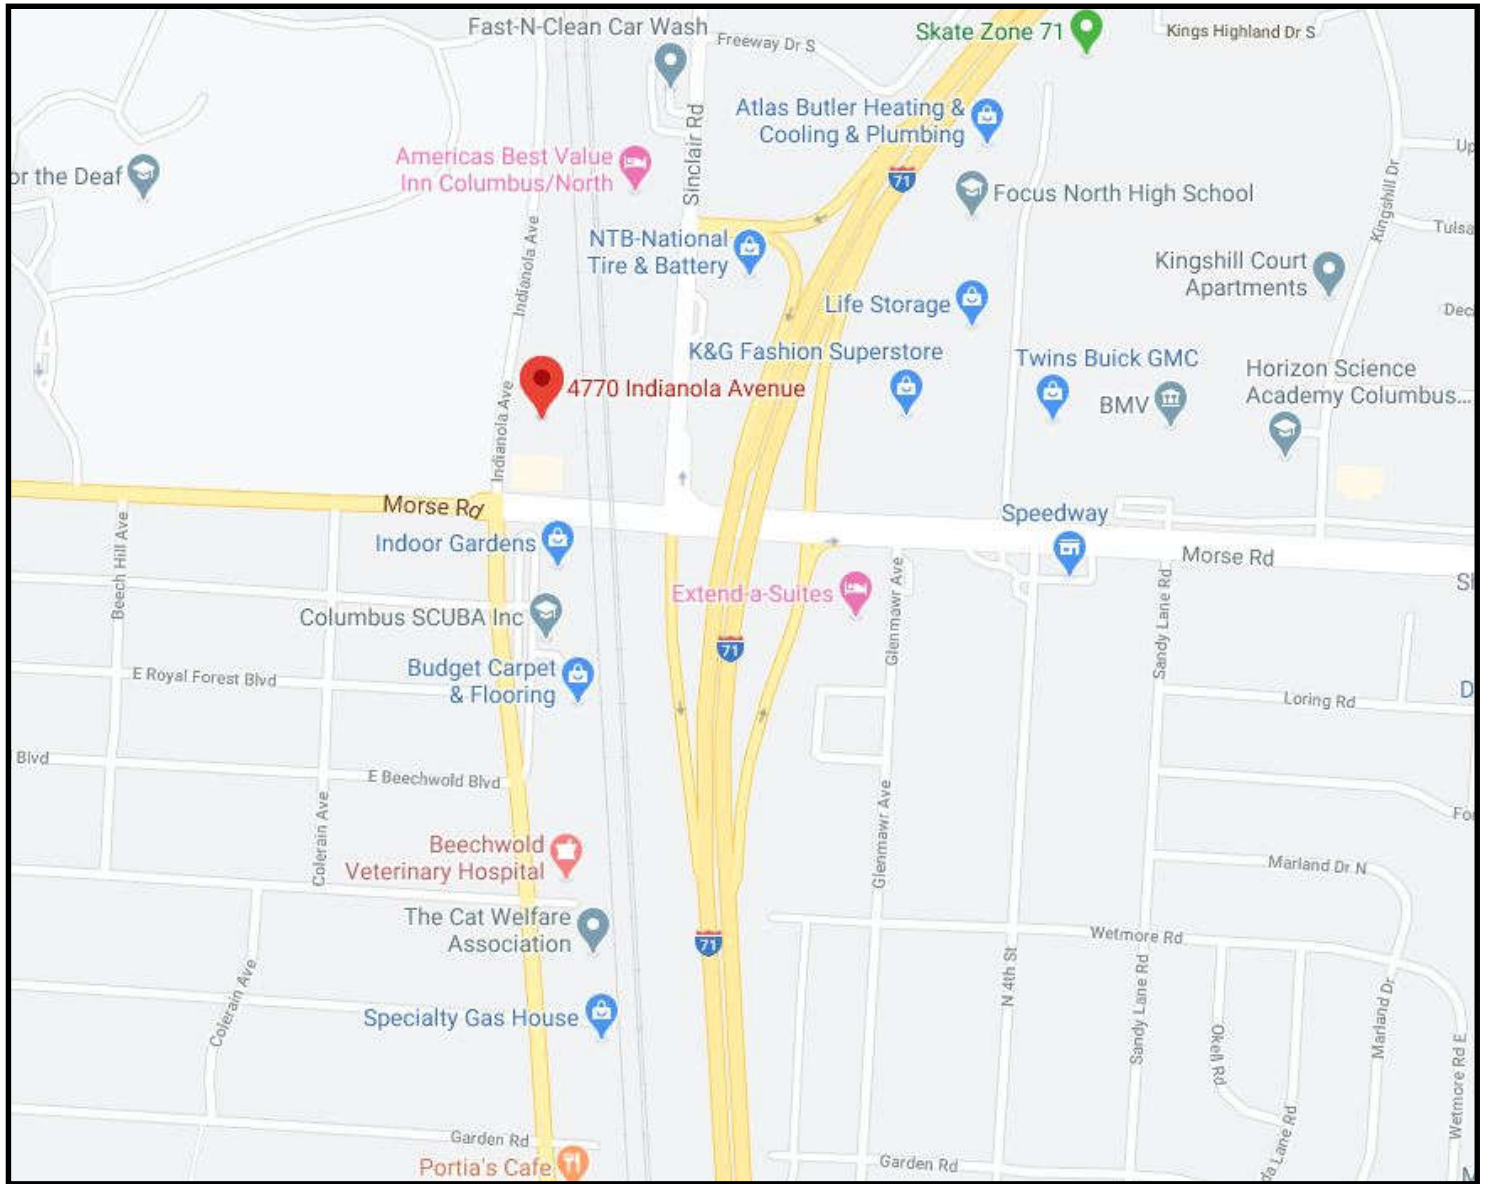 Fast-N-Clean Car Wash
Freeway Dr S
Skate Zone 71
Kings Highland Dr S
Sinclair Rd
Atlas Butler Heating &
Cooling & Plumbing
or the Deaf
Americas Best Value
Inn Columbus/North
71
Focus North High School
Kingshill Dr
Up
Tulsa
Indianola Ave
NTB-National
Tire & Battery
Kingshill Court
Apartments
Life Storage
Dec
K&G Fashion Superstore
Twins Buick GMC
Horizon Science
Academy Columbus...
4770 Indianola Avenue
BMV
Indianola Ave
Morse Rd
Speedway
Beech Hill Ave
Indoor Gardens
Morse Rd
Extend-a-Suites
Glenmawr Ave
Sandy Lane Rd
Columbus SCUBA Inc
71
Budget Carpet
& Flooring
E Royal Forest Blvd
Loring Rd
D
Blvd
E Beechwold Blvd
Colerain Ave
Glenmawr Ave
Fo
Beechwold
Veterinary Hospital
Marland Dr N
The Cat Welfare
Association
71
Wetmore Rd
Colerain Ave
N 4th St
Sandy Lane Rd
Marland Dr
Specialty Gas House
Okell Rd
Wetmore Rd E
da Lane Rd
Garden Rd
Garden Rd
Portia's Cafe